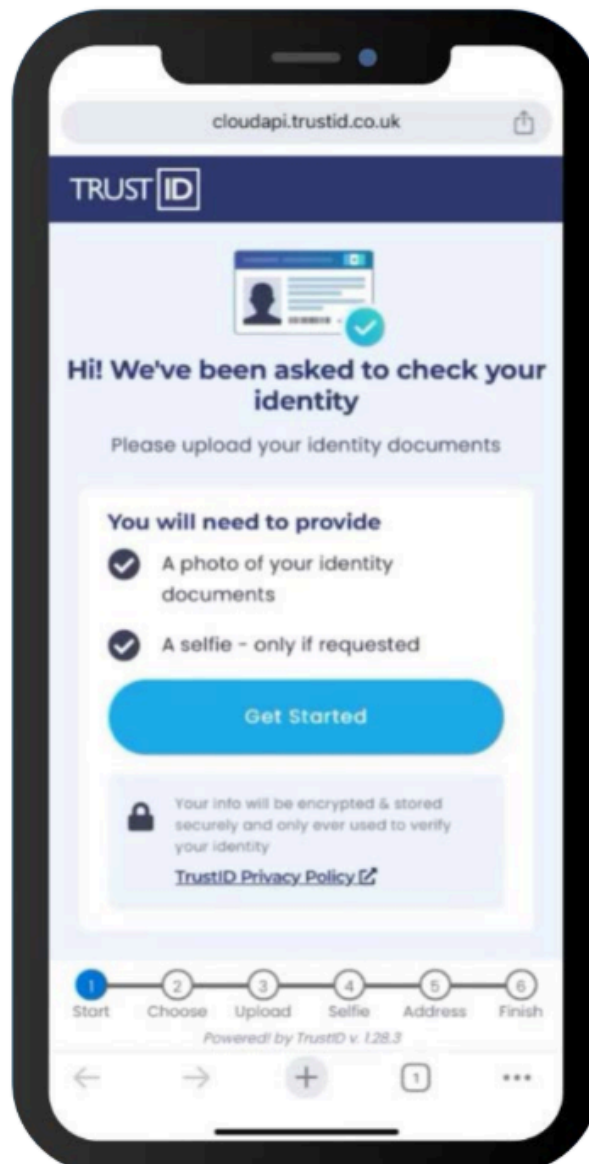 cloudapi.trustid.co.uk
TRUST ID
Hi! We've been asked to check your
identity
Please upload your identity documents
You will need to provide
A photo of your identity
documents
A selfie - only if requested
Get Started
Your info will be encrypted & stored
securely and only ever used to verify
your identity
TrustID Privacy Policy
1 2 3 4 5 6
Start Choose Upload Selfie Address Finish
Powered! by TrustID v. 1.28.3
1